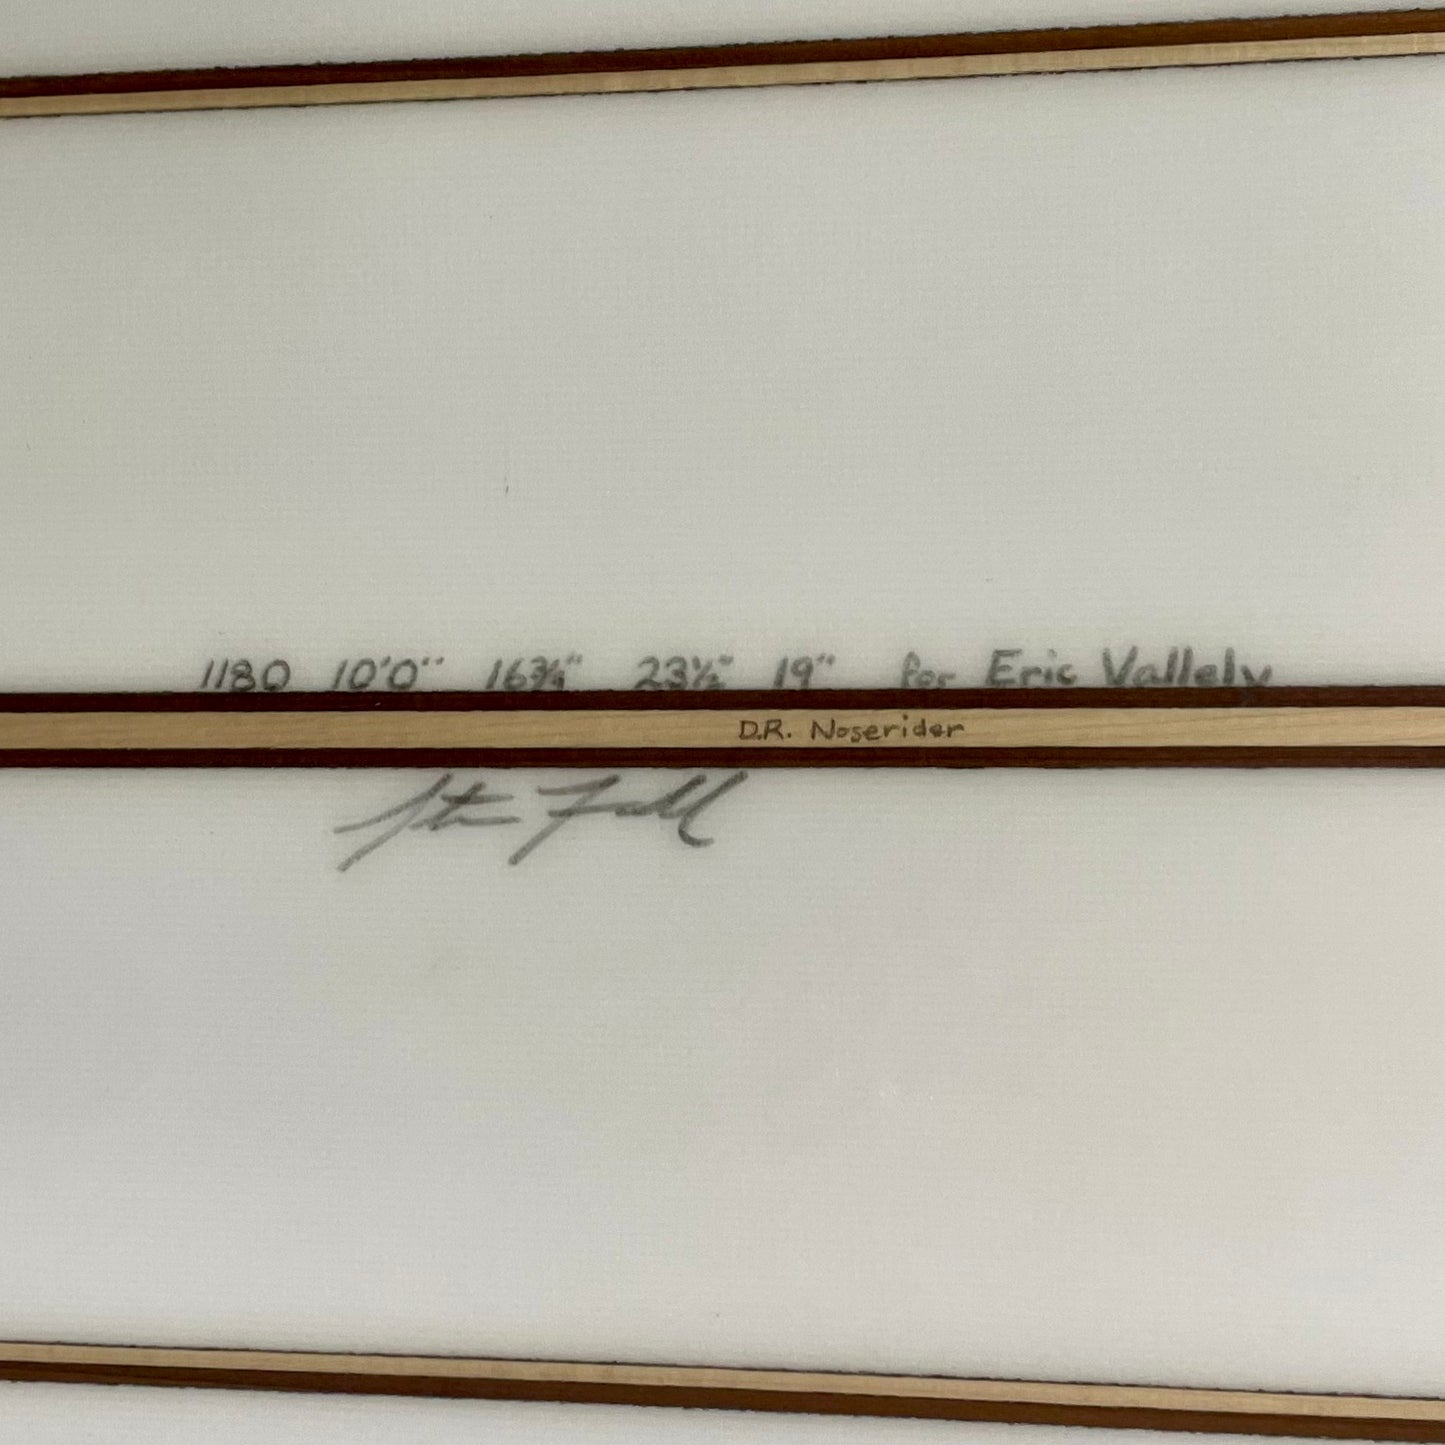 1180 10'0" 16¾" 23½" 19" for Eric Vallely
D.R. Noserider